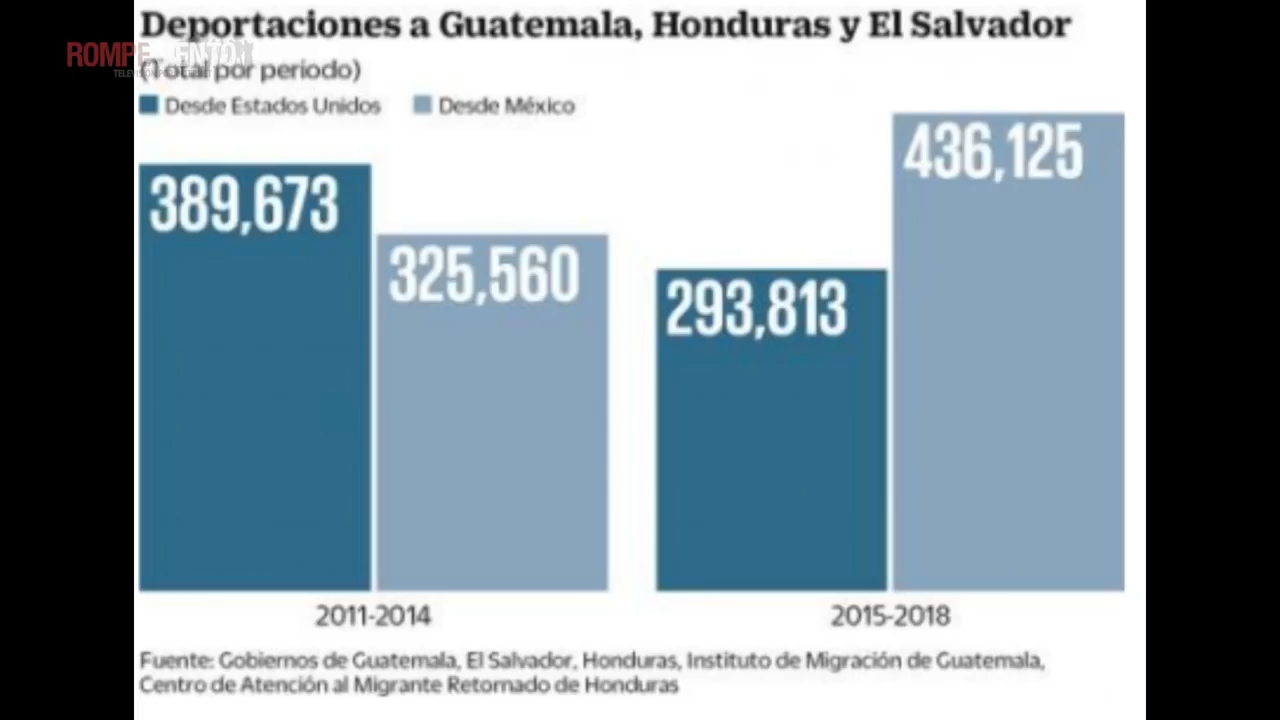 Deportaciones a Guatemala, Honduras y El Salvador
(Total por periodo)
Desde Estados Unidos Desde México
389,673
325,560
293,813
436,125
2011-2014
2015-2018
Fuente: Gobiernos de Guatemala, El Salvador, Honduras, Instituto de Migración de Guatemala,
Centro de Atención al Migrante Retornado de Honduras